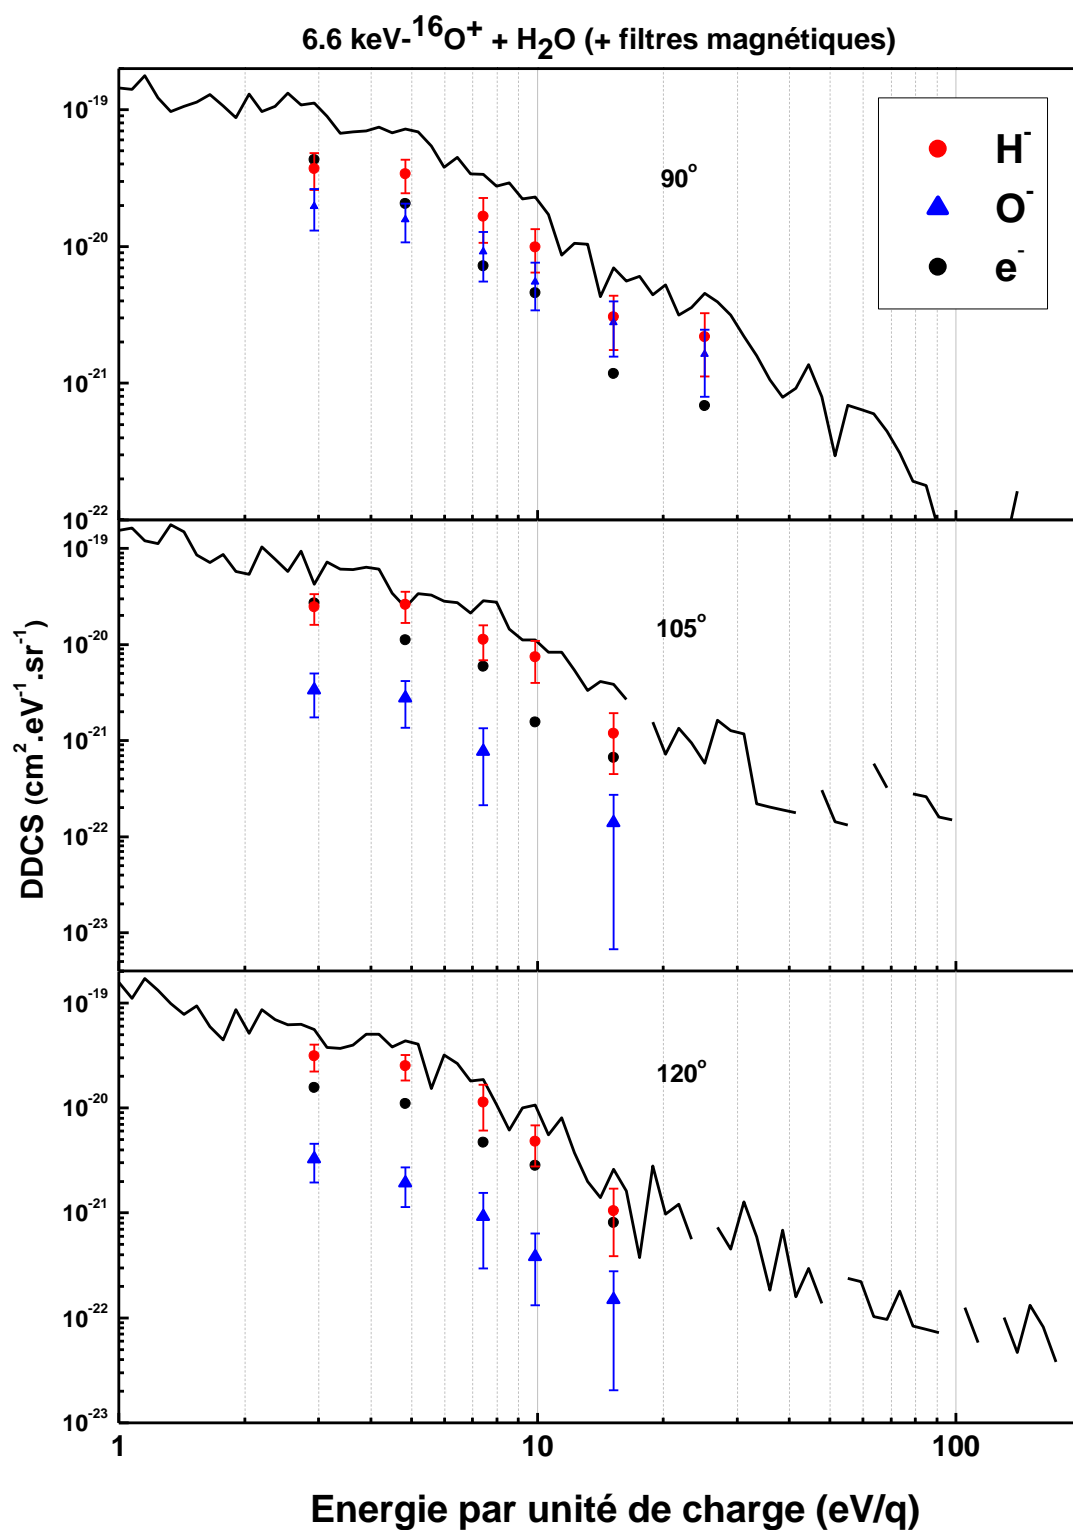 6.6 keV-¹⁶O⁺ + H₂O (+ filtres magnétiques)
10⁻¹⁹
10⁻²⁰
10⁻²¹
10⁻²²
90°
H⁻
O⁻
e⁻
10⁻¹⁹
10⁻²⁰
10⁻²¹
10⁻²²
10⁻²³
105°
DDCS (cm².eV⁻¹.sr⁻¹)
10⁻¹⁹
10⁻²⁰
10⁻²¹
10⁻²²
10⁻²³
120°
1 10 100
Energie par unité de charge (eV/q)